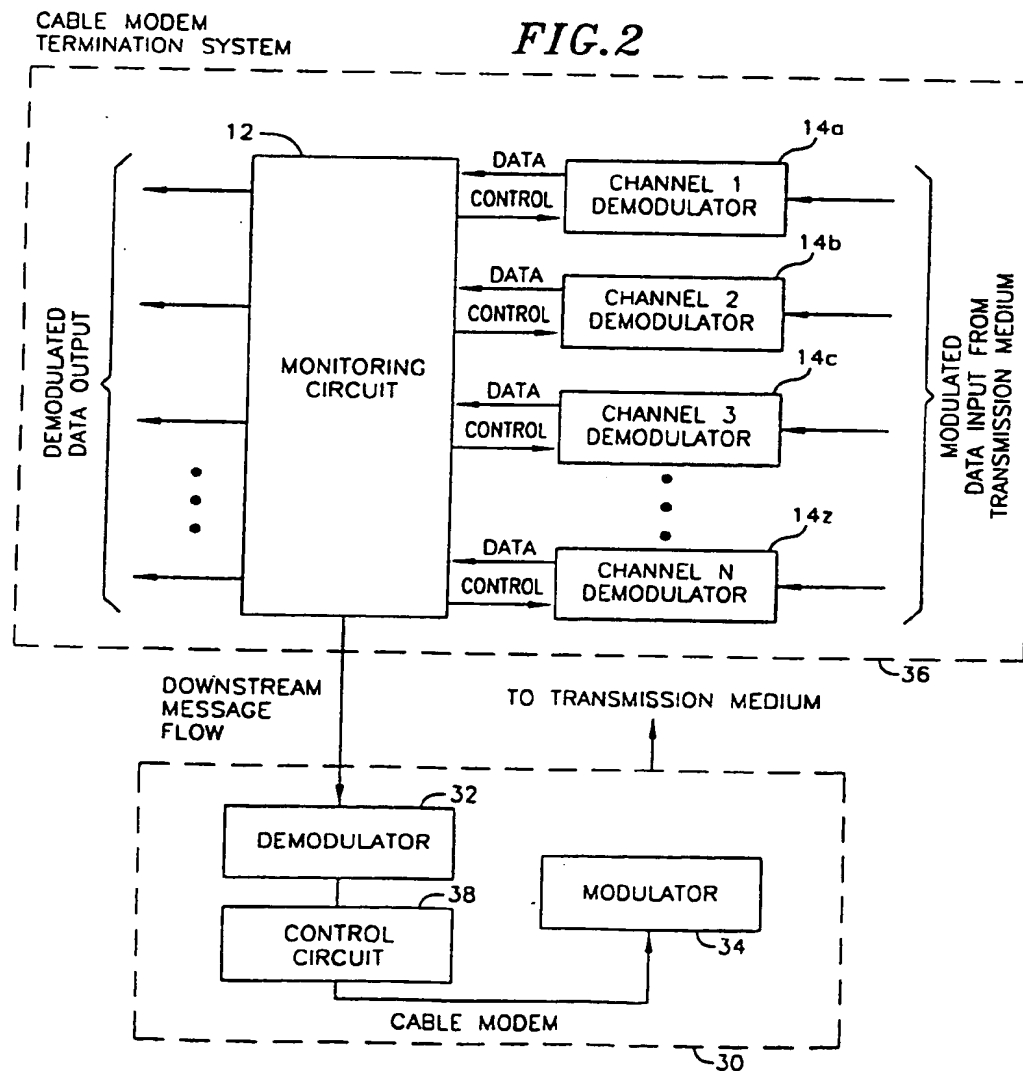 CABLE MODEM
TERMINATION SYSTEM
FIG.2
12
14a
DATA
CONTROL
CHANNEL 1
DEMODULATOR
14b
DATA
CONTROL
CHANNEL 2
DEMODULATOR
14c
DATA
CONTROL
CHANNEL 3
DEMODULATOR
14z
DATA
CONTROL
CHANNEL N
DEMODULATOR
MONITORING
CIRCUIT
DEMODULATED
DATA OUTPUT
MODULATED
DATA INPUT FROM
TRANSMISSION MEDIUM
36
DOWNSTREAM
MESSAGE
FLOW
TO TRANSMISSION MEDIUM
32
DEMODULATOR
38
CONTROL
CIRCUIT
MODULATOR
34
CABLE MODEM
30